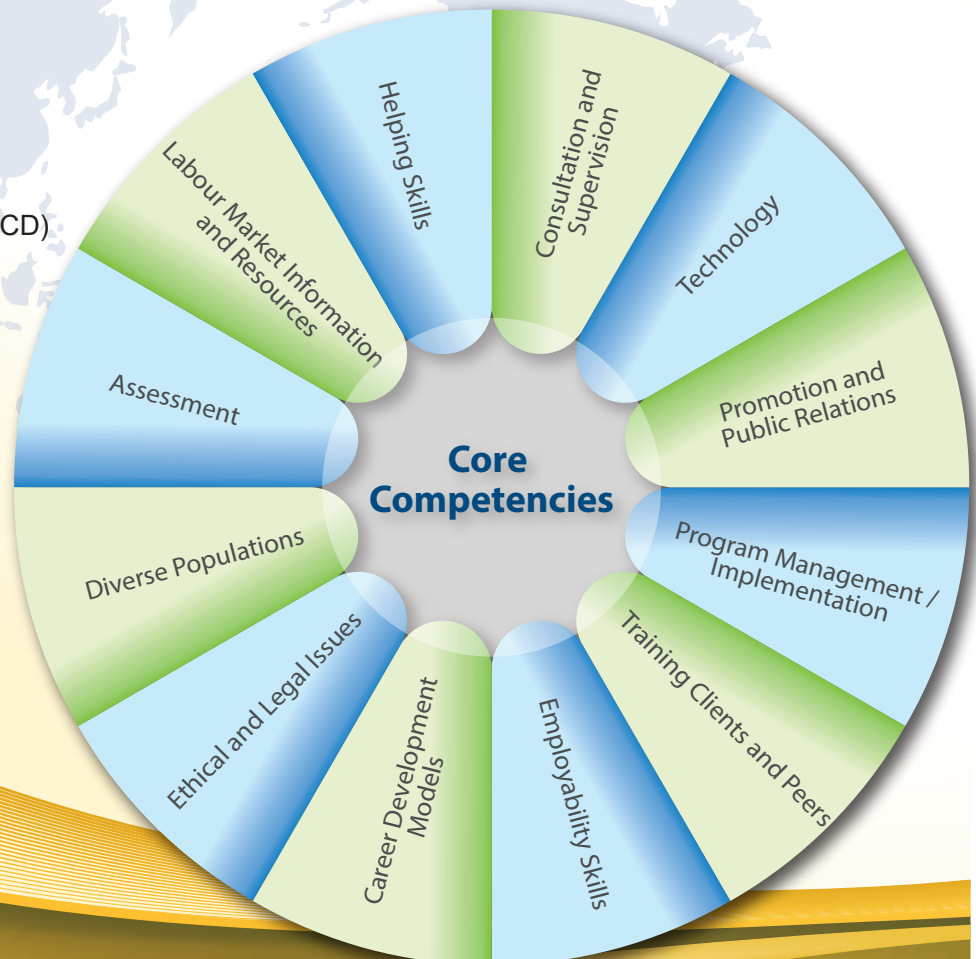 CD)
Helping Skills
Consultation and
Supervision
Technology
Promotion and
Public Relations
Program Management /
Implementation
Training Clients and Peers
Employability Skills
Career Development
Models
Ethical and Legal Issues
Diverse Populations
Assessment
Labour Market Information
and Resources
Core
Competencies